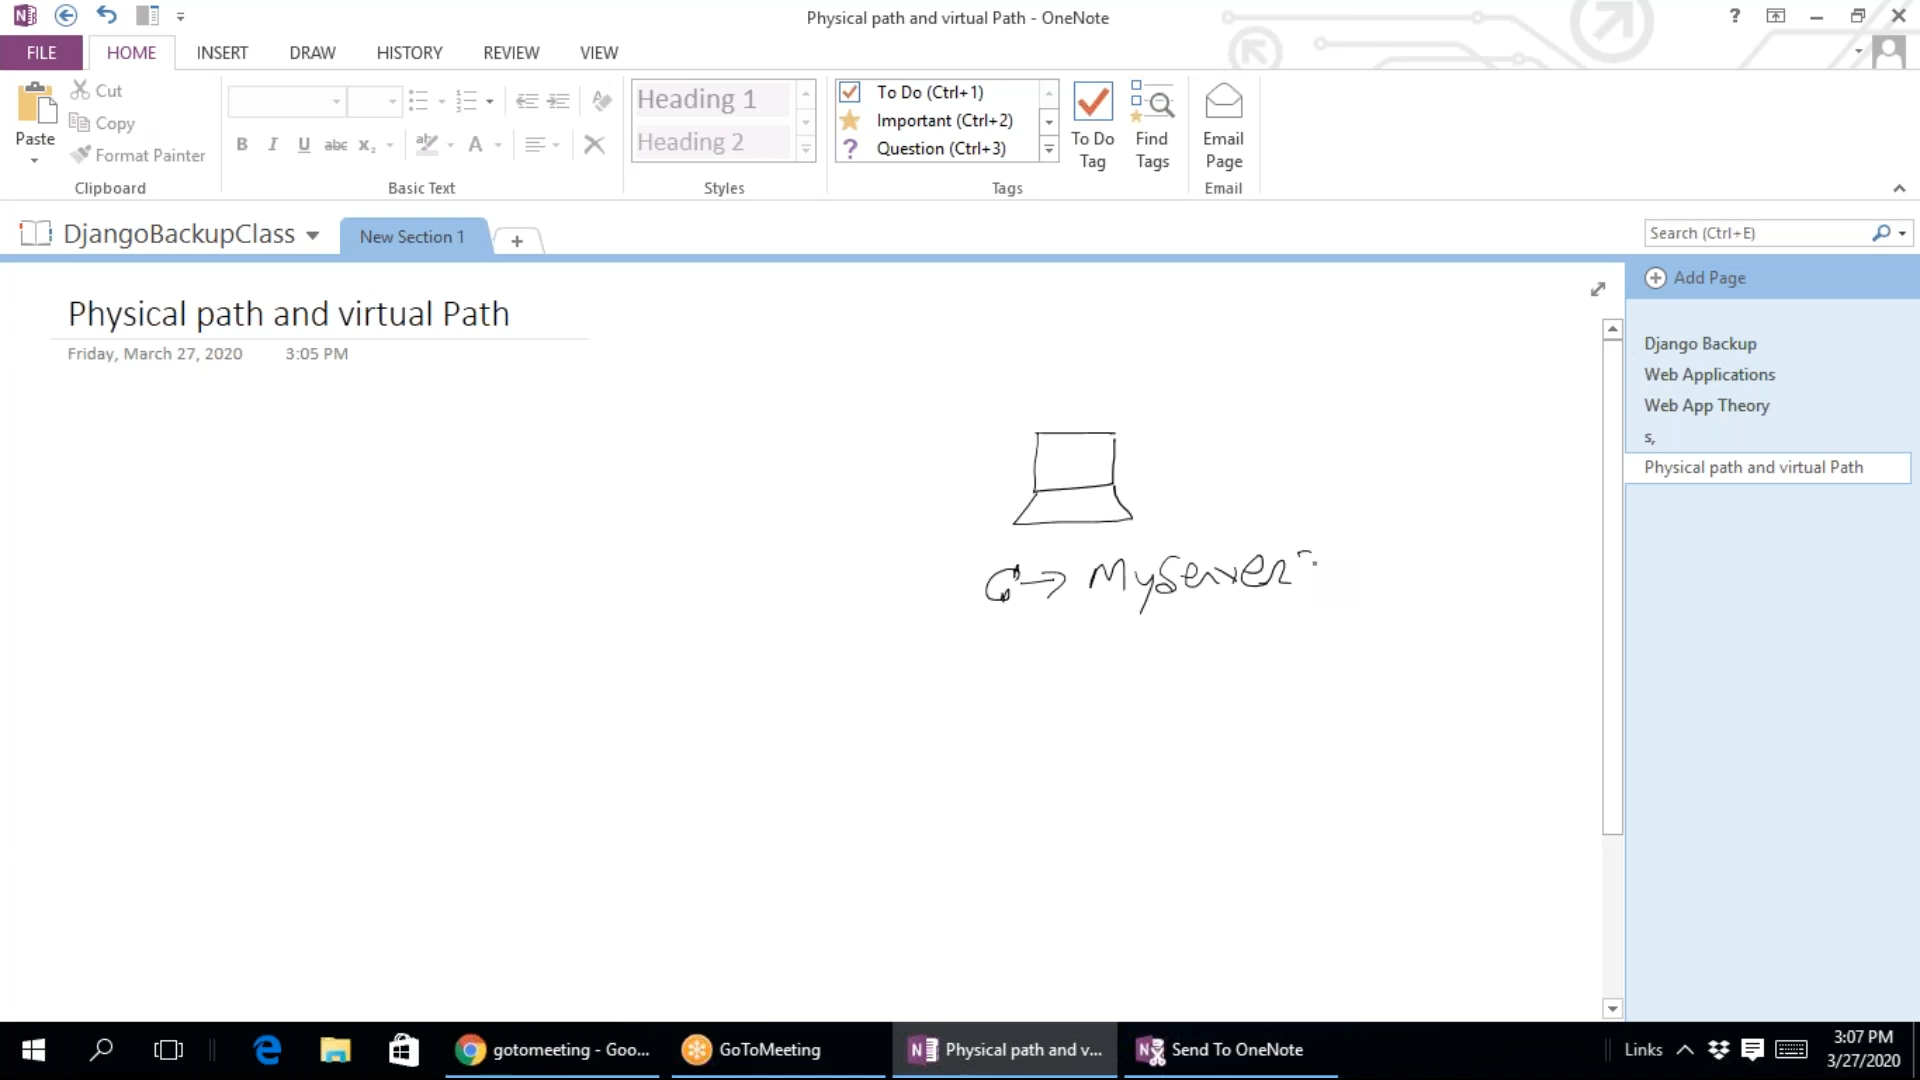 Physical path and virtual Path - OneNote
?
FILE HOME INSERT DRAW HISTORY REVIEW VIEW
Paste
Cut
Copy
Format Painter
Clipboard
B I U abc x₂ A
Basic Text
Heading 1
Heading 2
Styles
To Do (Ctrl+1)
Important (Ctrl+2)
? Question (Ctrl+3)
Tags
To Do
Tag
Find
Tags
Email
Page
Email
DjangoBackupClass
New Section 1
Search (Ctrl+E)
Physical path and virtual Path
Friday, March 27, 2020 3:05 PM
MyServer
Add Page
Django Backup
Web Applications
Web App Theory
s,
Physical path and virtual Path
gotomeeting - Goo...
GoToMeeting
Physical path and v...
Send To OneNote
Links
3:07 PM
3/27/2020